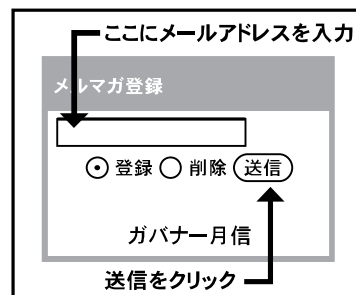 ここにメールアドレスを入力
メルマガ登録
登録 削除 送信
ガバナー月信
送信をクリック